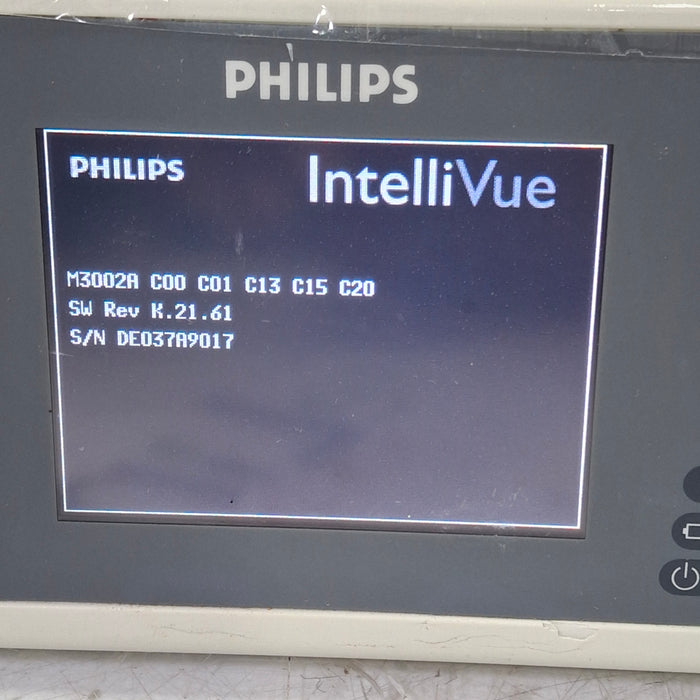 PHILIPS
PHILIPS IntelliVue
M3002A C00 C01 C13 C15 C20
SW Rev K.21.61
S/N DE037A9017